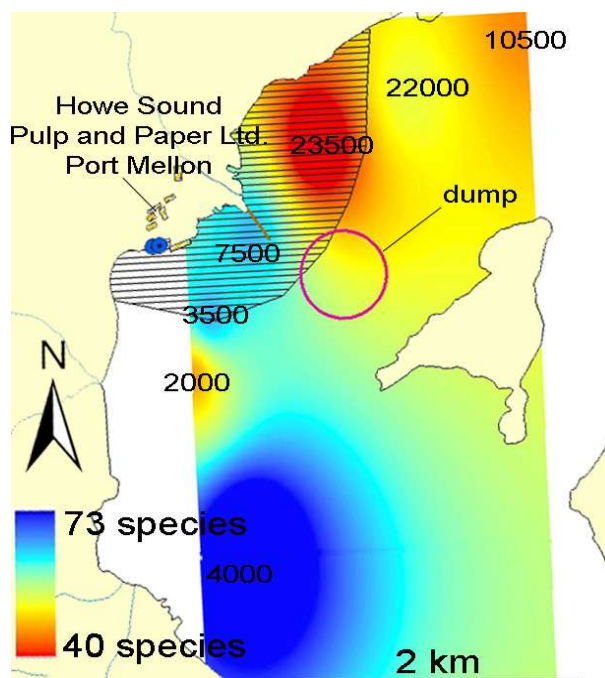 10500
22000
Howe Sound
Pulp and Paper Ltd.
Port Mellon
23500
dump
7500
3500
N
2000
73 species
4000
40 species
2 km